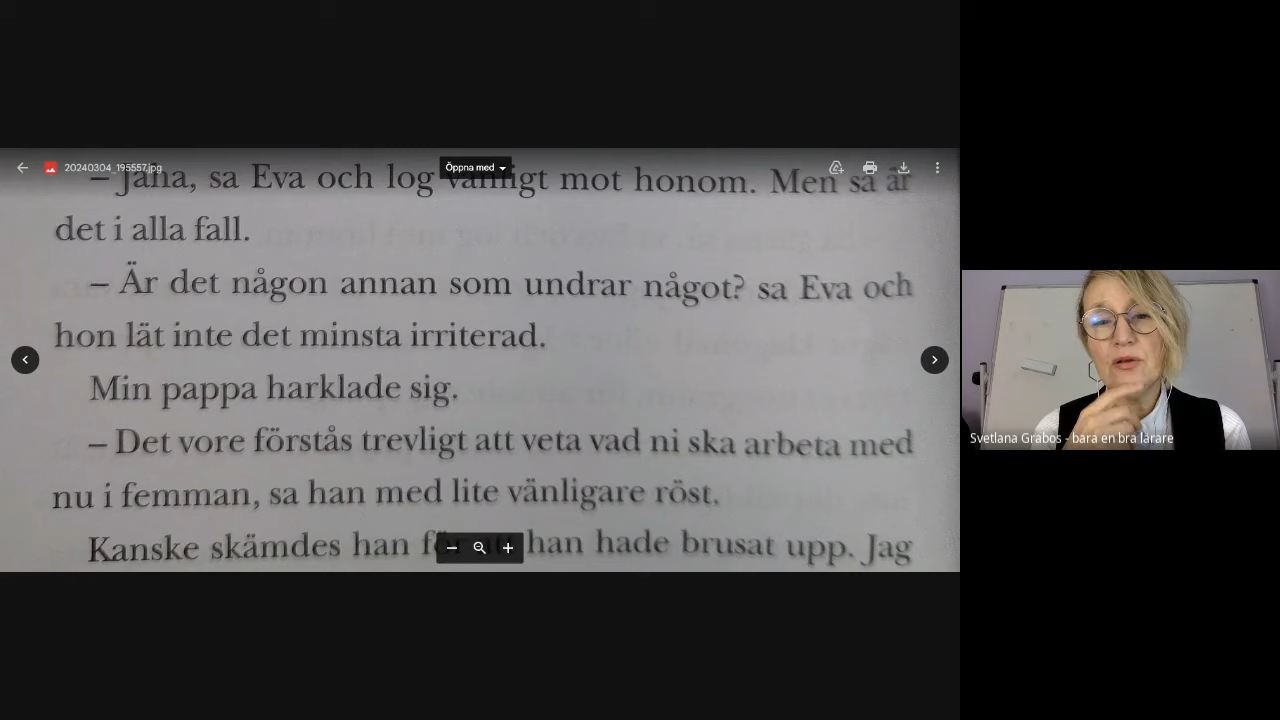 20240304_195557.jpg
Öppna med
– Jaha, sa Eva och log vänligt mot honom. Men så är
det i alla fall.
– Är det någon annan som undrar något? sa Eva och
hon lät inte det minsta irriterad.
Min pappa harklade sig.
– Det vore förstås trevligt att veta vad ni ska arbeta med
nu i femman, sa han med lite vänligare röst.
Kanske skämdes han för att han hade brusat upp. Jag
Svetlana Grabos - bara en bra lärare